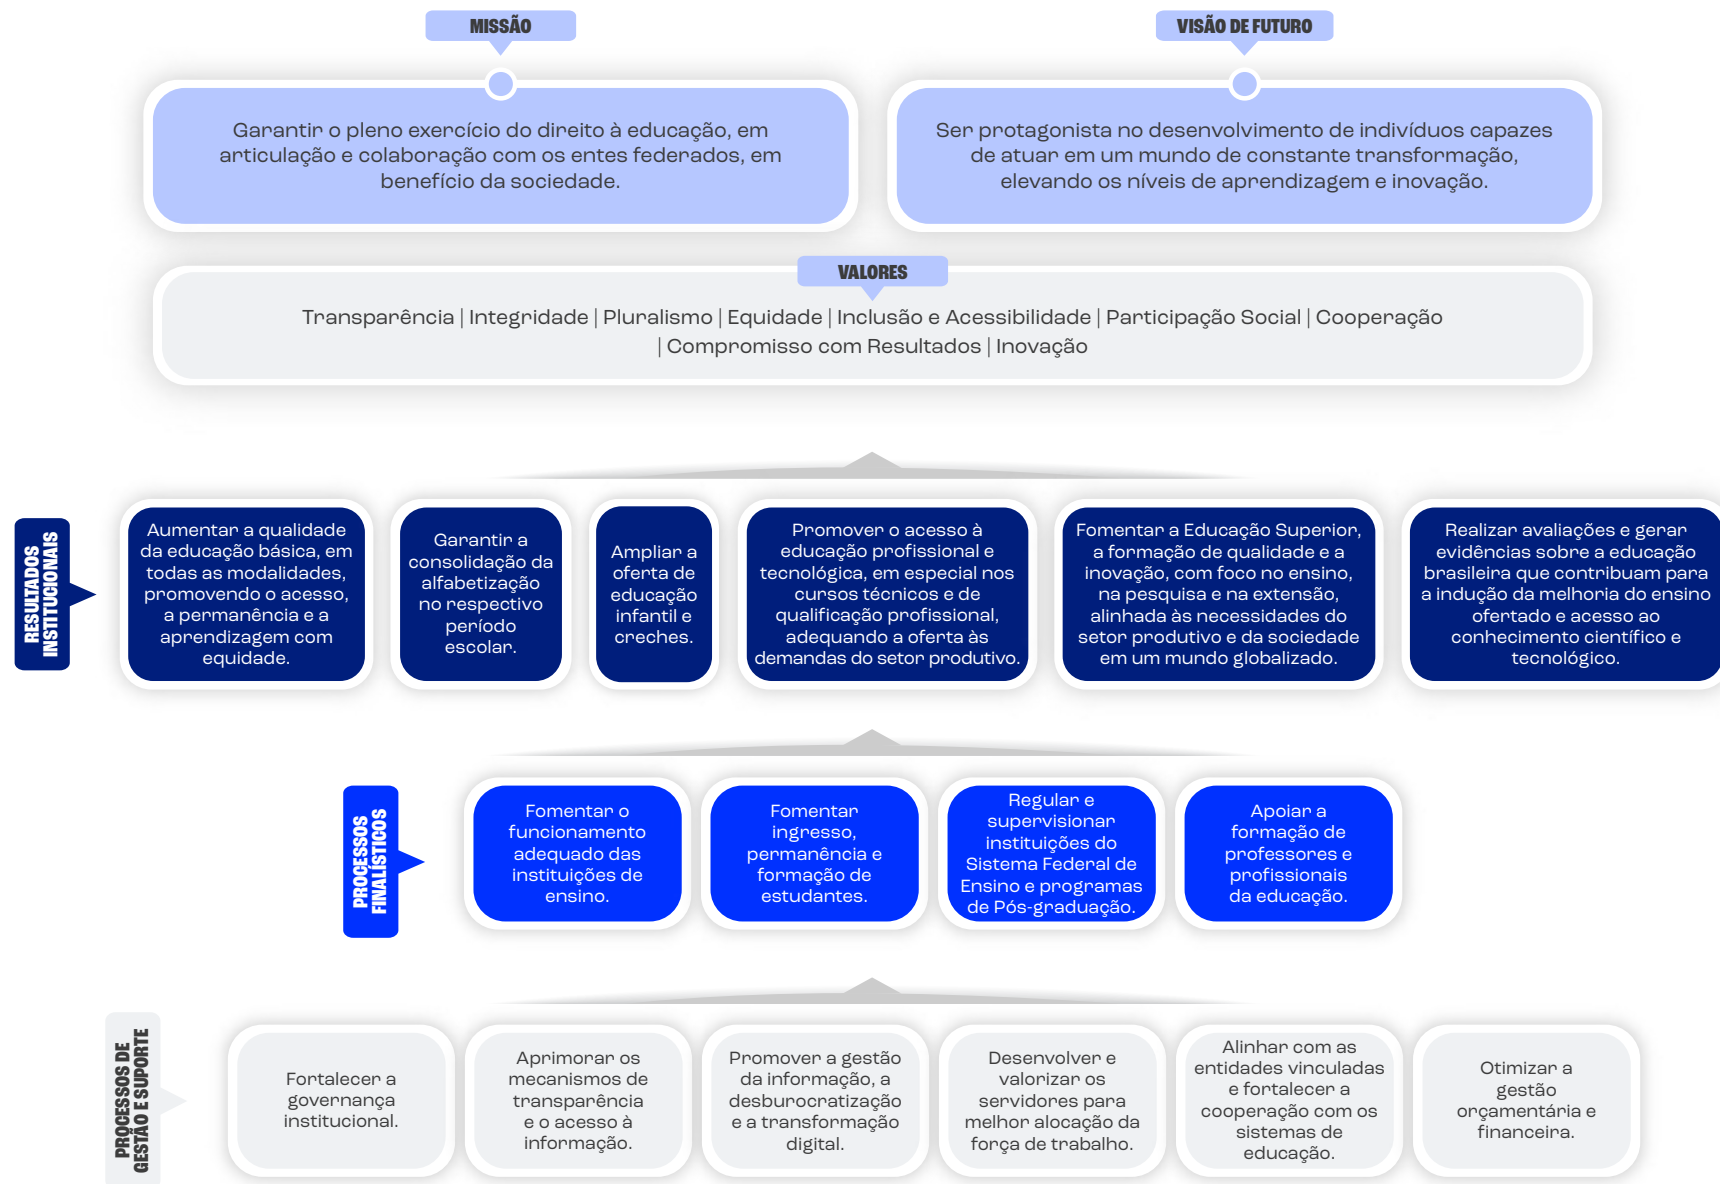 MISSÃO
Garantir o pleno exercício do direito à educação, em
articulação e colaboração com os entes federados, em
benefício da sociedade.
VISÃO DE FUTURO
Ser protagonista no desenvolvimento de indivíduos capazes
de atuar em um mundo de constante transformação,
elevando os níveis de aprendizagem e inovação.
VALORES
Transparência | Integridade | Pluralismo | Equidade | Inclusão e Acessibilidade | Participação Social | Cooperação
| Compromisso com Resultados | Inovação
RESULTADOS
INSTITUCIONAIS
Aumentar a qualidade
da educação básica, em
todas as modalidades,
promovendo o acesso,
a permanência e a
aprendizagem com
equidade.
Garantir a
consolidação da
alfabetização
no respectivo
período
escolar.
Ampliar a
oferta de
educação
infantil e
creches.
Promover o acesso à
educação profissional e
tecnológica, em especial nos
cursos técnicos e de
qualificação profissional,
adequando a oferta às
demandas do setor produtivo.
Fomentar a Educação Superior,
a formação de qualidade e a
inovação, com foco no ensino,
na pesquisa e na extensão,
alinhada às necessidades do
setor produtivo e da sociedade
em um mundo globalizado.
Realizar avaliações e gerar
evidências sobre a educação
brasileira que contribuam para
a indução da melhoria do ensino
ofertado e acesso ao
conhecimento científico e
tecnológico.
PROCESSOS
FINALÍSTICOS
Fomentar o
funcionamento
adequado das
instituições de
ensino.
Fomentar
ingresso,
permanência e
formação de
estudantes.
Regular e
supervisionar
instituições do
Sistema Federal de
Ensino e programas
de Pós-graduação.
Apoiar a
formação de
professores e
profissionais
da educação.
PROCESSOS DE
GESTÃO E SUPORTE
Fortalecer a
governança
institucional.
Aprimorar os
mecanismos de
transparência
e o acesso à
informação.
Promover a gestão
da informação, a
desburocratização
e a transformação
digital.
Desenvolver e
valorizar os
servidores para
melhor alocação da
força de trabalho.
Alinhar com as
entidades vinculadas
e fortalecer a
cooperação com os
sistemas de
educação.
Otimizar a
gestão
orçamentária e
financeira.